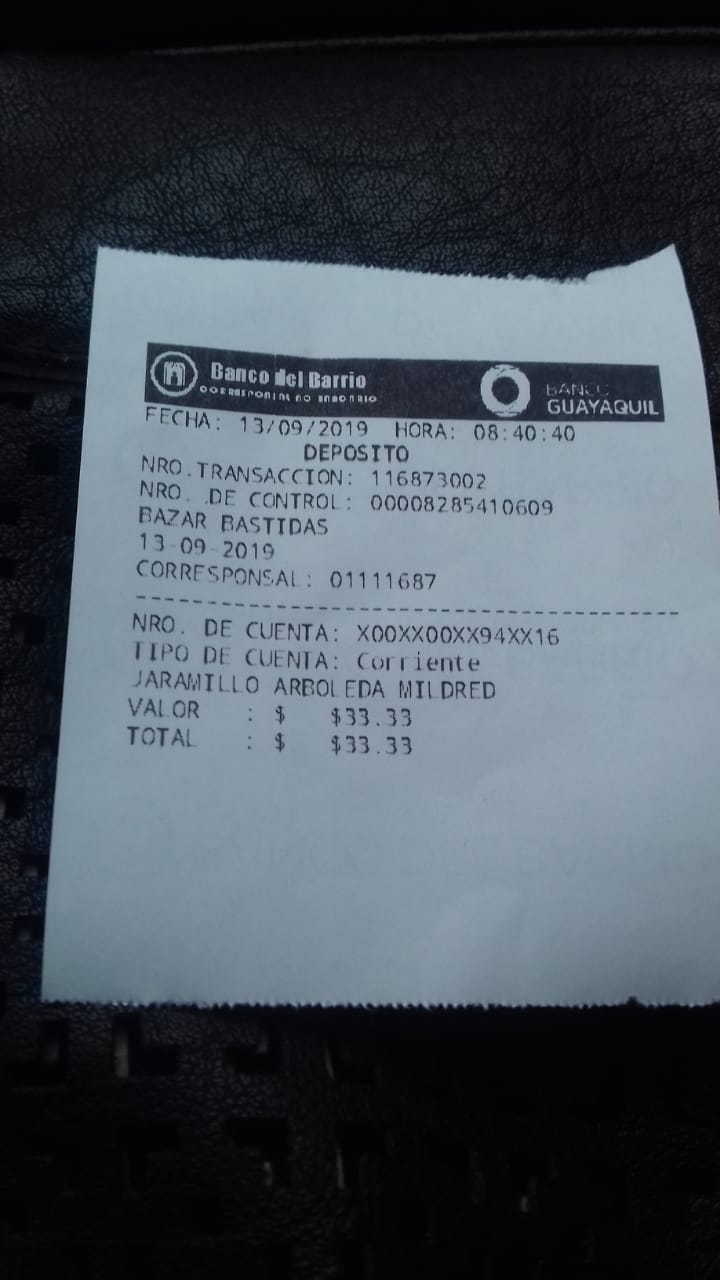 Banco del Barrio
CORRESPONSAL NO BANCARIO
BANCO
GUAYAQUIL
FECHA: 13/09/2019 HORA: 08:40:40
DEPOSITO
NRO.TRANSACCION: 116873002
NRO. DE CONTROL: 000008285410609
BAZAR BASTIDAS
13-09-2019
CORRESPONSAL: 01111687
NRO. DE CUENTA: X00XX00XX94XX16
TIPO DE CUENTA: Corriente
JARAMILLO ARBOLEDA MILDRED
VALOR : $ $33.33
TOTAL : $ $33.33